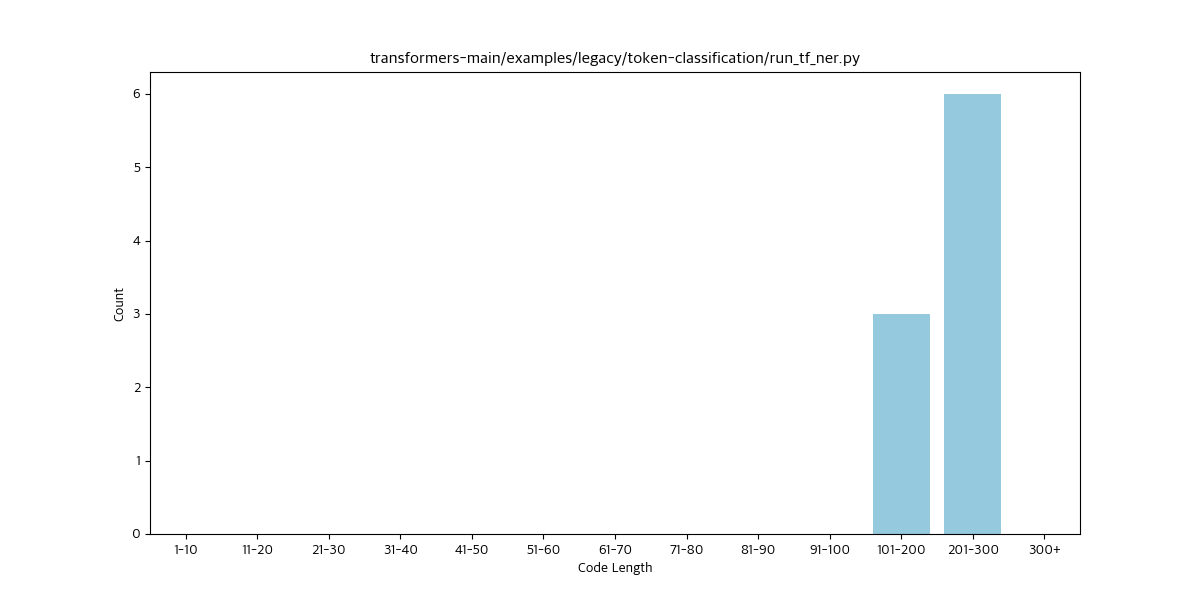 transformers-main/examples/legacy/token-classification/run_tf_ner.py
6
5
4
3
2
1
0
Count
1-10 11-20 21-30 31-40 41-50 51-60 61-70 71-80 81-90 91-100 101-200 201-300 300+
Code Length